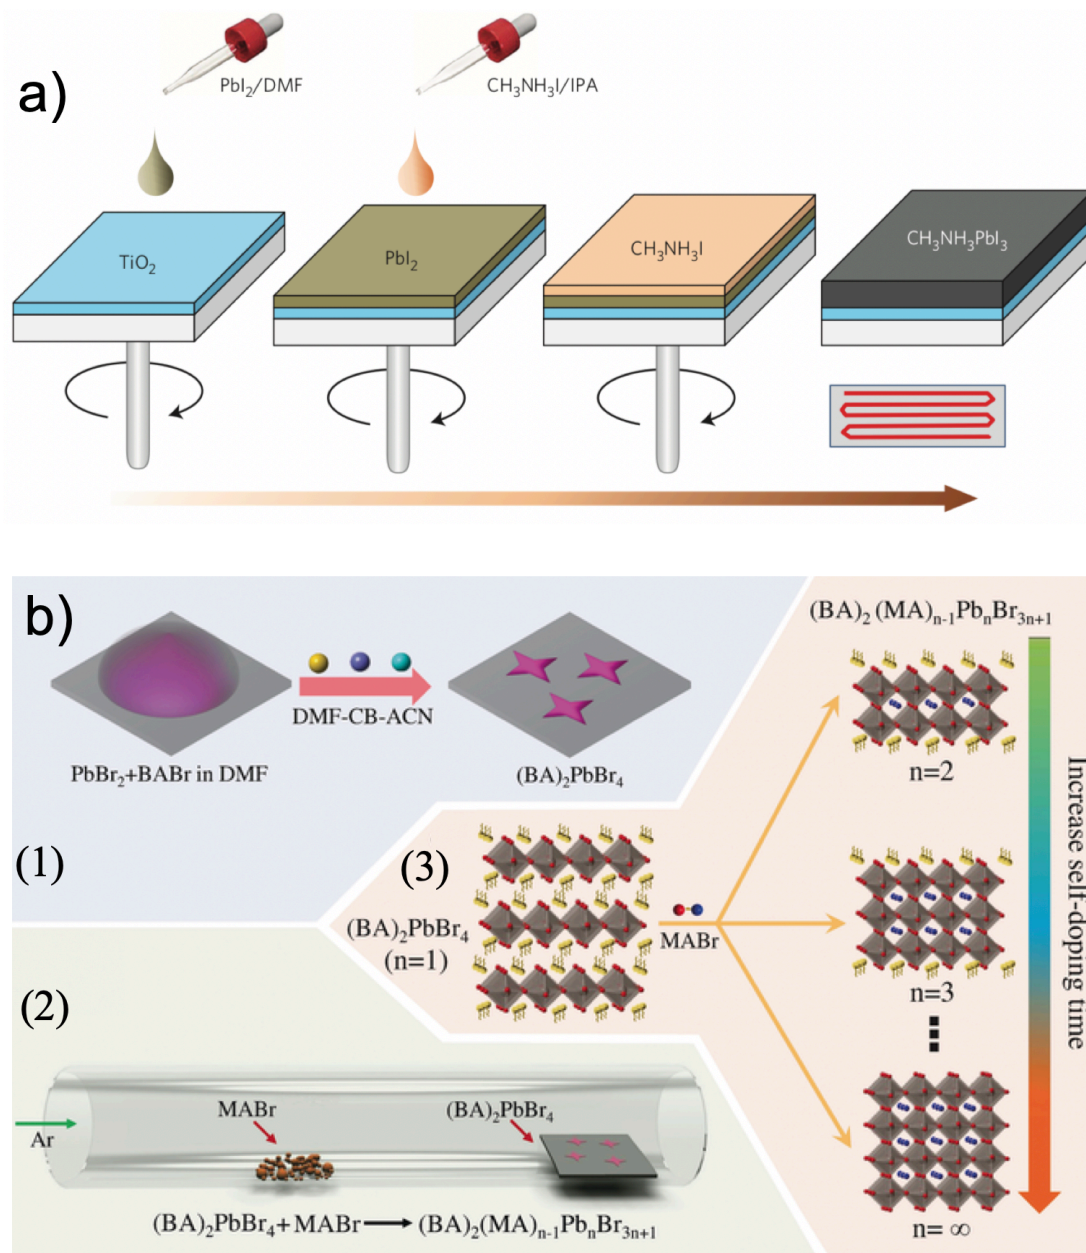 a)
PbI₂/DMF
CH₃NH₃I/IPA
TiO₂
PbI₂
CH₃NH₃I
CH₃NH₃PbI₃
b)
PbBr₂+BABr in DMF
DMF-CB-ACN
(BA)₂PbBr₄
(1)
(BA)₂ (MA)ₙ₋₁PbₙBr₃ₙ₊₁
n=2
(3)
(BA)₂PbBr₄
(n=1)
MABr
n=3
n= ∞
Increase self-doping time
(2)
Ar
MABr
(BA)₂PbBr₄
(BA)₂PbBr₄+MABr → (BA)₂(MA)ₙ₋₁PbₙBr₃ₙ₊₁